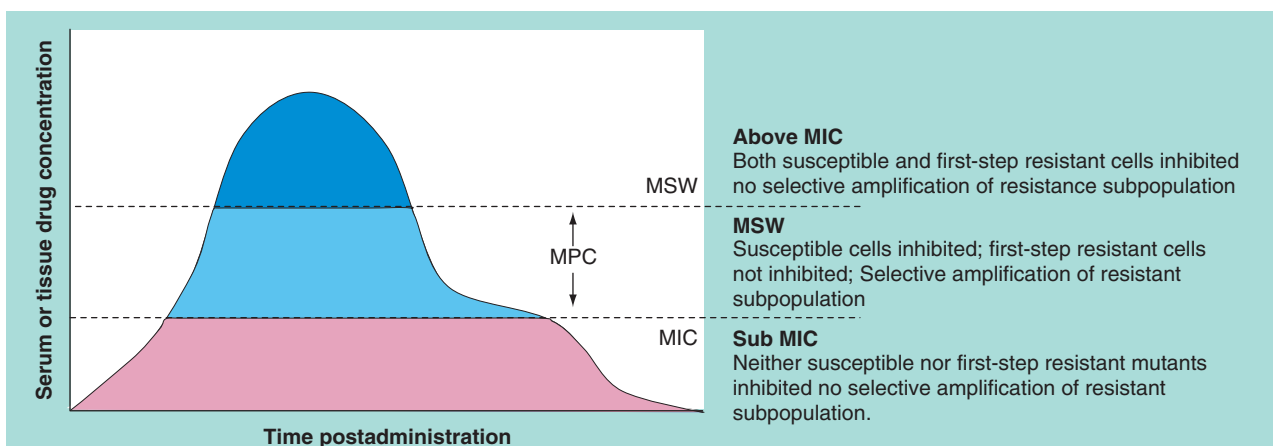 Serum or tissue drug concentration
MSW
MPC
MIC
Time postadministration
Above MIC
Both susceptible and first-step resistant cells inhibited
no selective amplification of resistance subpopulation
MSW
Susceptible cells inhibited; first-step resistant cells
not inhibited; Selective amplification of resistant
subpopulation
Sub MIC
Neither susceptible nor first-step resistant mutants
inhibited no selective amplification of resistant
subpopulation.